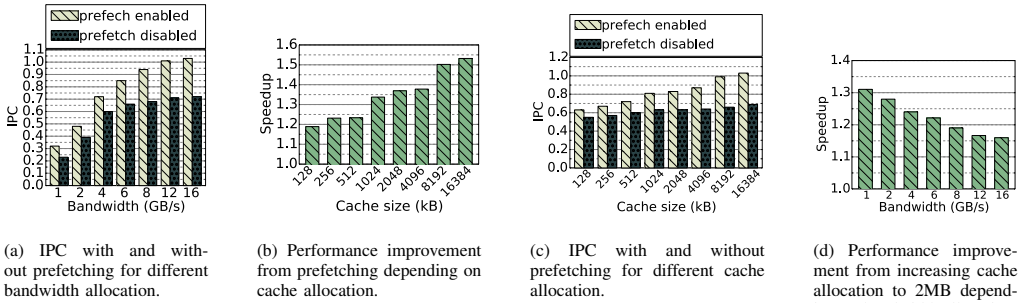 prefech enabled
prefetch disabled
IPC
1.1
1.0
0.9
0.8
0.7
0.6
0.5
0.4
0.3
0.2
0.1
0.0
1 2 4 6 8 12 16
Bandwidth (GB/s)
(a) IPC with and with-
out prefetching for different
bandwidth allocation.
Speedup
1.6
1.5
1.4
1.3
1.2
1.1
1.0
128 256 512 1024 2048 4096 8192 16384
Cache size (kB)
(b) Performance improvement
from prefetching depending on
cache allocation.
prefech enabled
prefetch disabled
IPC
1.2
1.0
0.8
0.6
0.4
0.2
0.0
128 256 512 1024 2048 4096 8192 16384
Cache size (kB)
(c) IPC with and without
prefetching for different cache
allocation.
Speedup
1.4
1.3
1.2
1.1
1.0
1 2 4 6 8 12 16
Bandwidth (GB/s)
(d) Performance improve-
ment from increasing cache
allocation to 2MB depend-